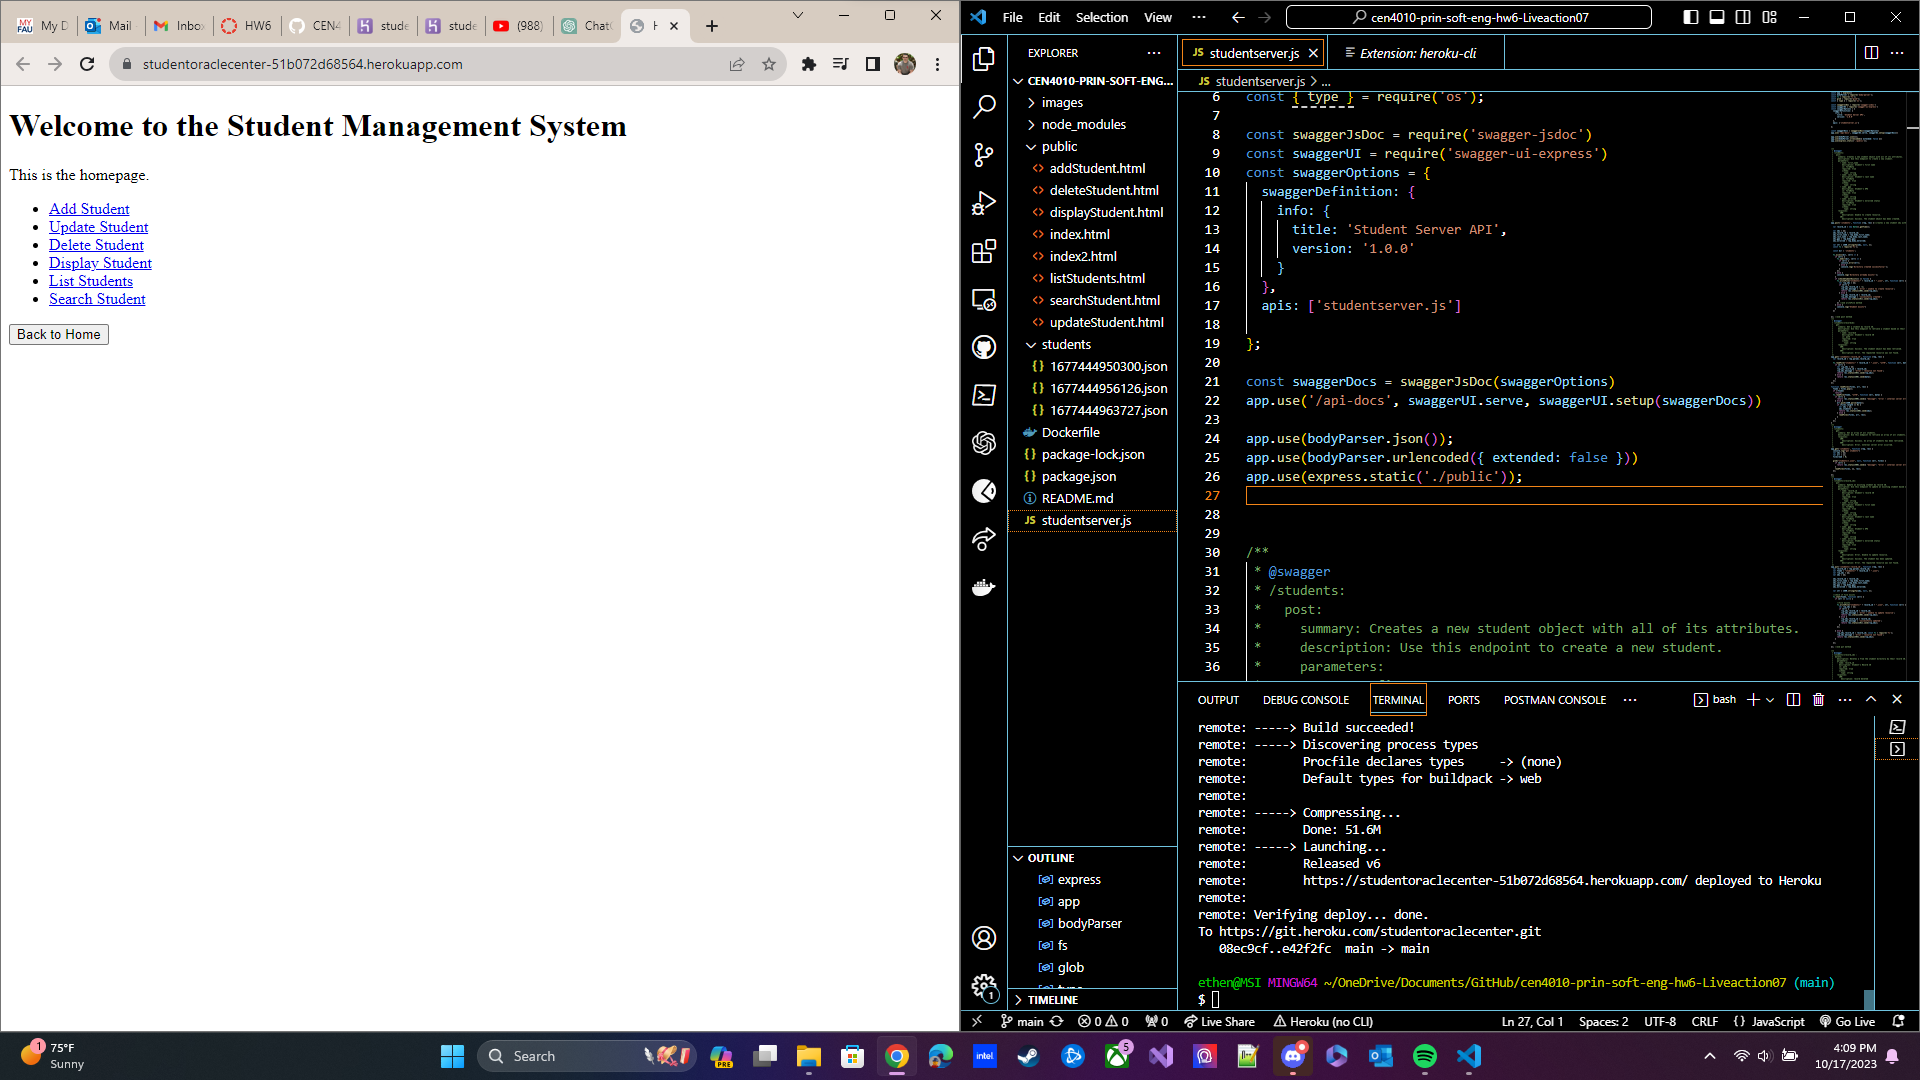 My D
Mail
Inbo
HW6
CEN4
stude
stude
(988)
Chat
studentoraclecenter-51b072d68564.herokuapp.com
Welcome to the Student Management System
This is the homepage.
Add Student
Update Student
Delete Student
Display Student
List Students
Search Student
Back to Home
File Edit Selection View
cen4010-prin-soft-eng-hw6-Liveaction07
EXPLORER
CEN4010-PRIN-SOFT-ENG...
images
node_modules
public
addStudent.html
deleteStudent.html
displayStudent.html
index.html
index2.html
listStudents.html
searchStudent.html
updateStudent.html
students
1677444950300.json
1677444956126.json
1677444963727.json
Dockerfile
package-lock.json
package.json
README.md
JS studentserver.js
OUTLINE
express
app
bodyParser
fs
glob
TIMELINE
JS studentserver.js
Extension: heroku-cli
JS studentserver.js > ...
6 const { type } = require('os');
7
8 const swaggerJsDoc = require('swagger-jsdoc')
9 const swaggerUI = require('swagger-ui-express')
10 const swaggerOptions = {
11 swaggerDefinition: {
12 info: {
13 title: 'Student Server API',
14 version: '1.0.0'
15 }
16 },
17 apis: ['studentserver.js']
18
19 };
20
21 const swaggerDocs = swaggerJsDoc(swaggerOptions)
22 app.use('/api-docs', swaggerUI.serve, swaggerUI.setup(swaggerDocs))
23
24 app.use(bodyParser.json());
25 app.use(bodyParser.urlencoded({ extended: false }))
26 app.use(express.static('./public'));
27
28
29
30 /**
31 * @swagger
32 * /students:
33 * post:
34 * summary: Creates a new student object with all of its attributes.
35 * description: Use this endpoint to create a new student.
36 * parameters:
OUTPUT DEBUG CONSOLE TERMINAL PORTS POSTMAN CONSOLE
bash
remote: -----> Build succeeded!
remote: -----> Discovering process types
remote: Procfile declares types -> (none)
remote: Default types for buildpack -> web
remote:
remote: -----> Compressing...
remote: Done: 51.6M
remote: -----> Launching...
remote: Released v6
remote: https://studentoraclecenter-51b072d68564.herokuapp.com/ deployed to Heroku
remote:
remote: Verifying deploy... done.
To https://git.heroku.com/studentoraclecenter.git
08ec9cf..e42f2fc main -> main
ethen@MSI MINGW64 ~/OneDrive/Documents/GitHub/cen4010-prin-soft-eng-hw6-Liveaction07 (main)
$
main 0 0 0 Live Share Heroku (no CLI)
Ln 27, Col 1 Spaces: 2 UTF-8 CRLF {} JavaScript Go Live
1
75°F
Sunny
Search
PRE
intel
5
4:09 PM
10/17/2023